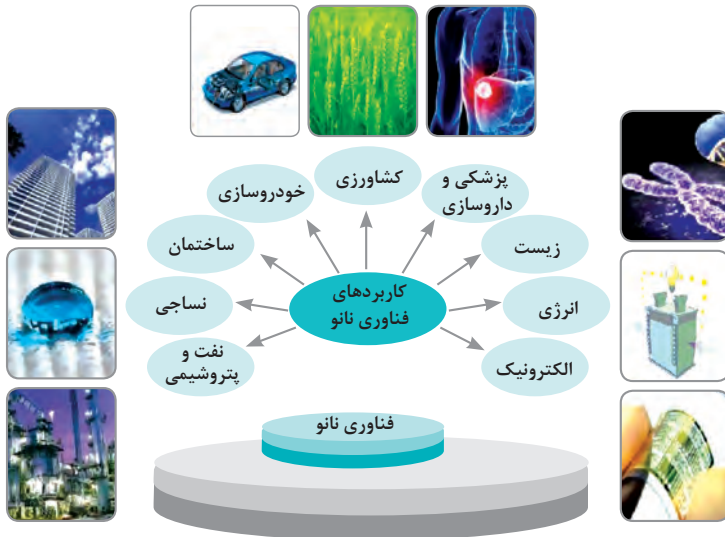 پزشکی و
داروسازی
کشاورزی
خودروسازی
زیست
ساختمان
کاربردهای
فناوری نانو
انرژی
نساجی
الکترونیک
نفت و
پتروشیمی
فناوری نانو